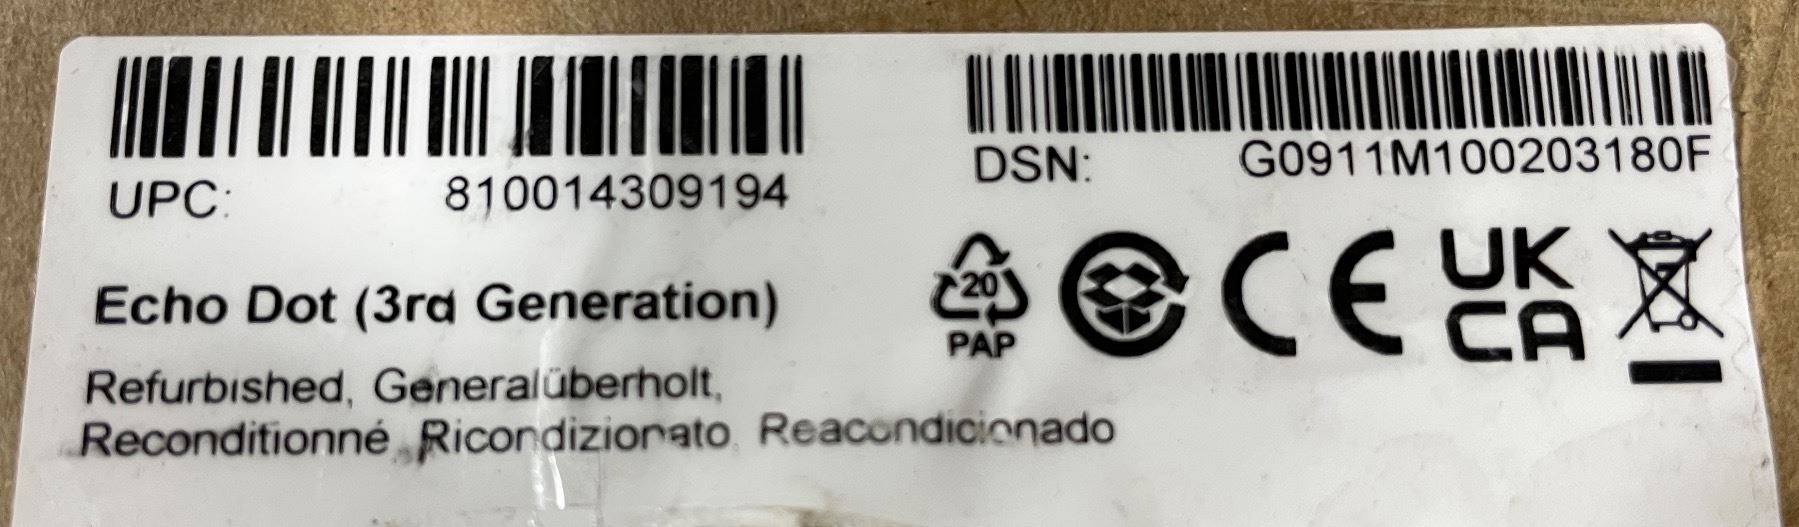 UPC: 810014309194
DSN: G0911M100203180F
Echo Dot (3rd Generation)
20
PAP
CE
UK
CA
Refurbished, Generalüberholt,
Reconditionné, Ricondizionato, Reacondicionado